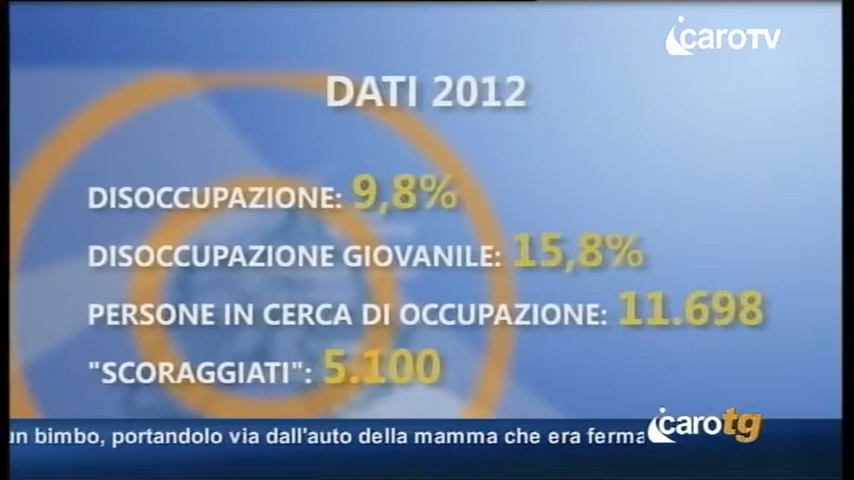 icaroTV
DATI 2012
DISOCCUPAZIONE: 9,8%
DISOCCUPAZIONE GIOVANILE: 15,8%
PERSONE IN CERCA DI OCCUPAZIONE: 11.698
"SCORAGGIATI": 5.100
un bimbo, portandolo via dall'auto della mamma che era ferma
icarotg